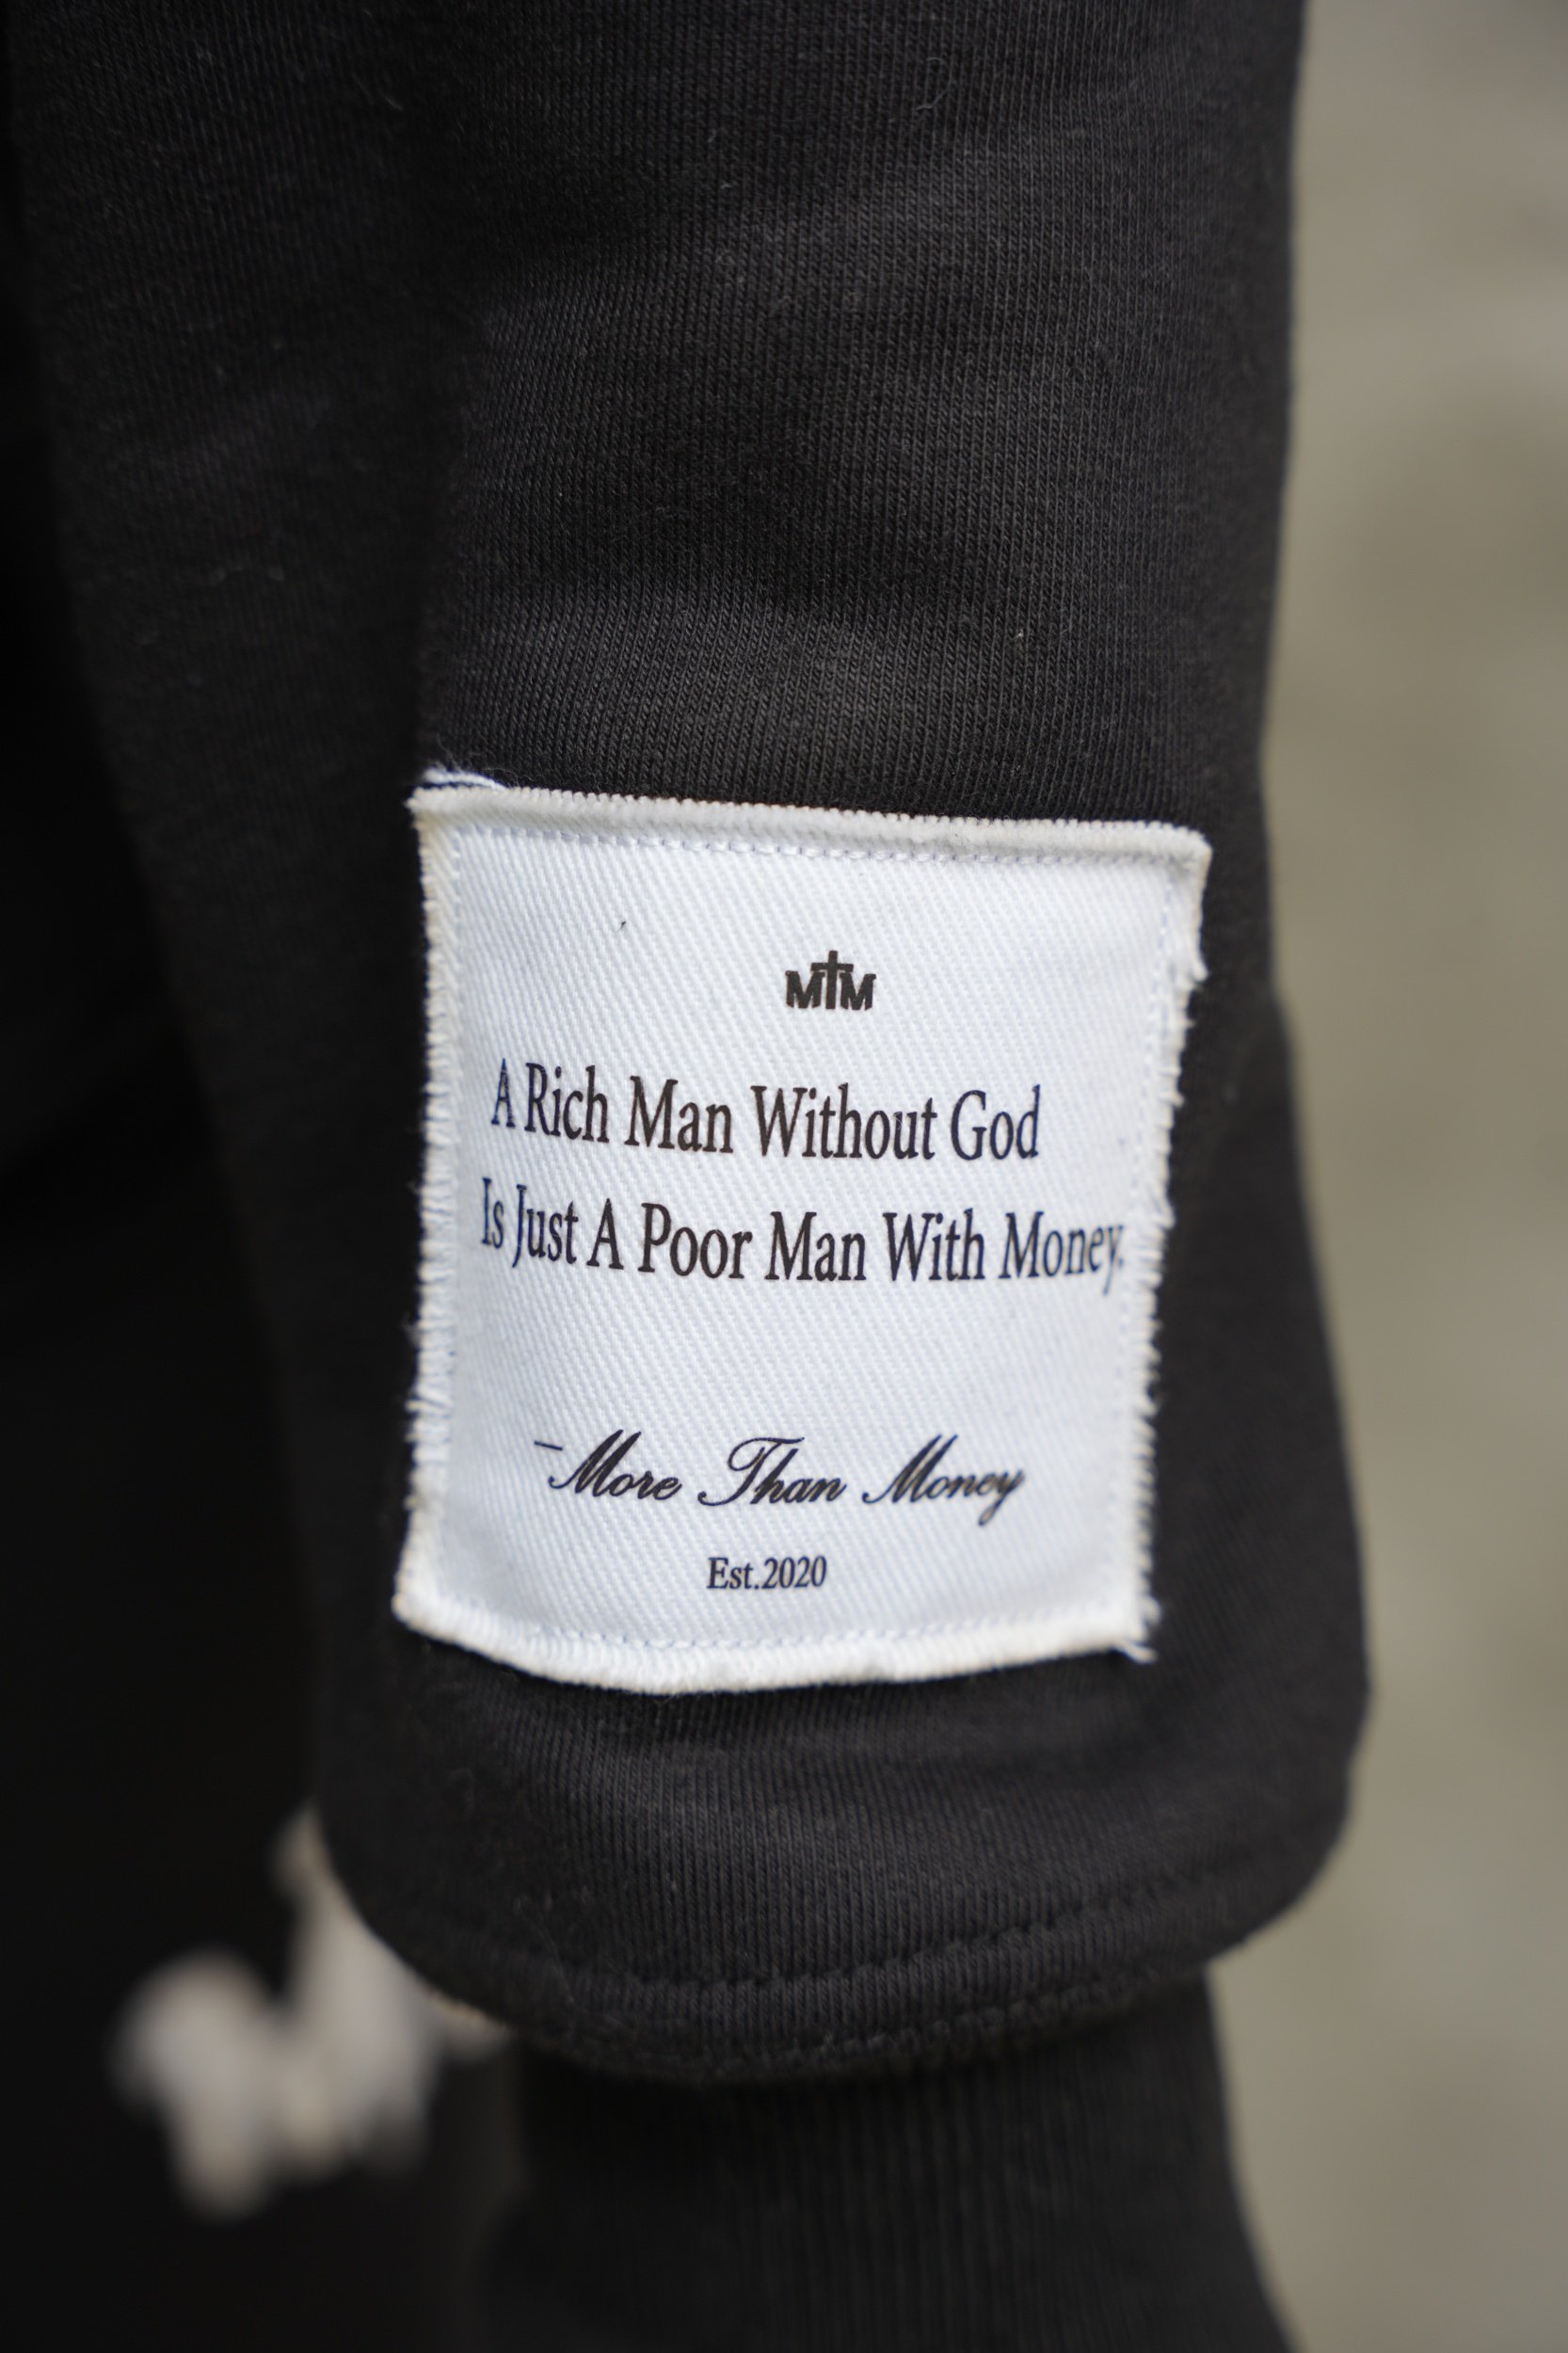 MTM
A Rich Man Without God
Is Just A Poor Man With Money.
-More Than Money
Est.2020